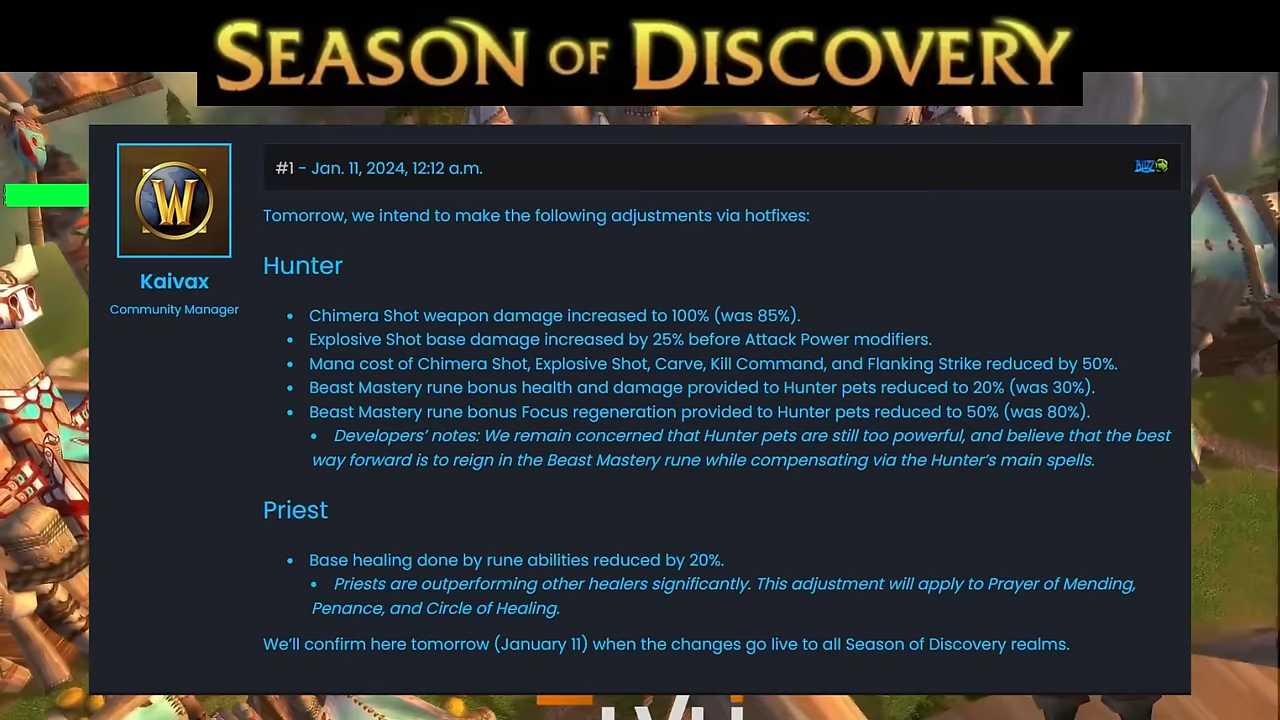 SEASON OF DISCOVERY
#1 - Jan. 11, 2024, 12:12 a.m.
BLIZZ
W
Kaivax
Community Manager
Tomorrow, we intend to make the following adjustments via hotfixes:
Hunter
• Chimera Shot weapon damage increased to 100% (was 85%).
• Explosive Shot base damage increased by 25% before Attack Power modifiers.
• Mana cost of Chimera Shot, Explosive Shot, Carve, Kill Command, and Flanking Strike reduced by 50%.
• Beast Mastery rune bonus health and damage provided to Hunter pets reduced to 20% (was 30%).
• Beast Mastery rune bonus Focus regeneration provided to Hunter pets reduced to 50% (was 80%).
• Developers’ notes: We remain concerned that Hunter pets are still too powerful, and believe that the best
way forward is to reign in the Beast Mastery rune while compensating via the Hunter’s main spells.
Priest
• Base healing done by rune abilities reduced by 20%.
• Priests are outperforming other healers significantly. This adjustment will apply to Prayer of Mending,
Penance, and Circle of Healing.
We’ll confirm here tomorrow (January 11) when the changes go live to all Season of Discovery realms.